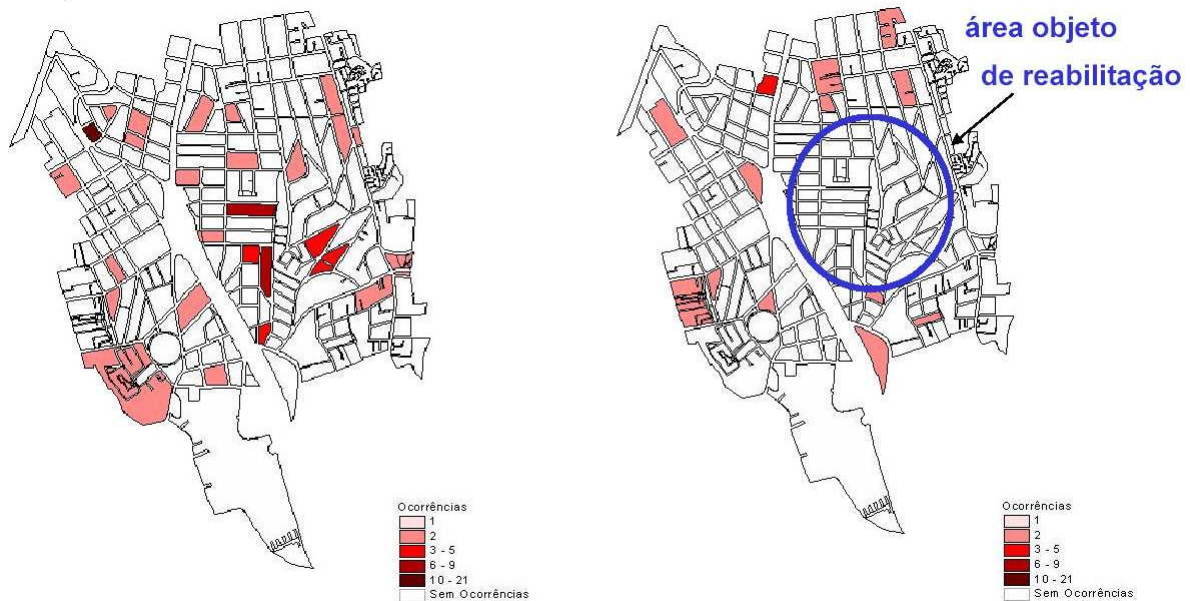 área objeto
de reabilitação
Ocorrências
1
2
3 - 5
6 - 9
10 - 21
Sem Ocorrências
Ocorrências
1
2
3 - 5
6 - 9
10 - 21
Sem Ocorrências